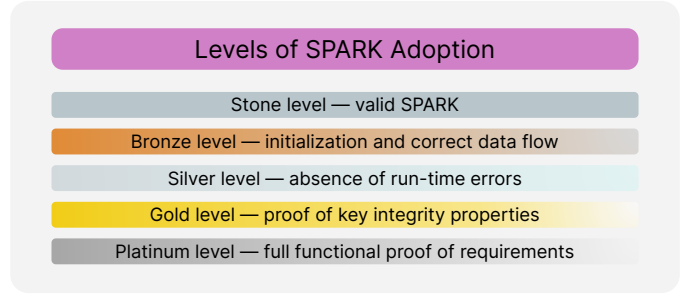 Levels of SPARK Adoption
Stone level — valid SPARK
Bronze level — initialization and correct data flow
Silver level — absence of run-time errors
Gold level — proof of key integrity properties
Platinum level — full functional proof of requirements